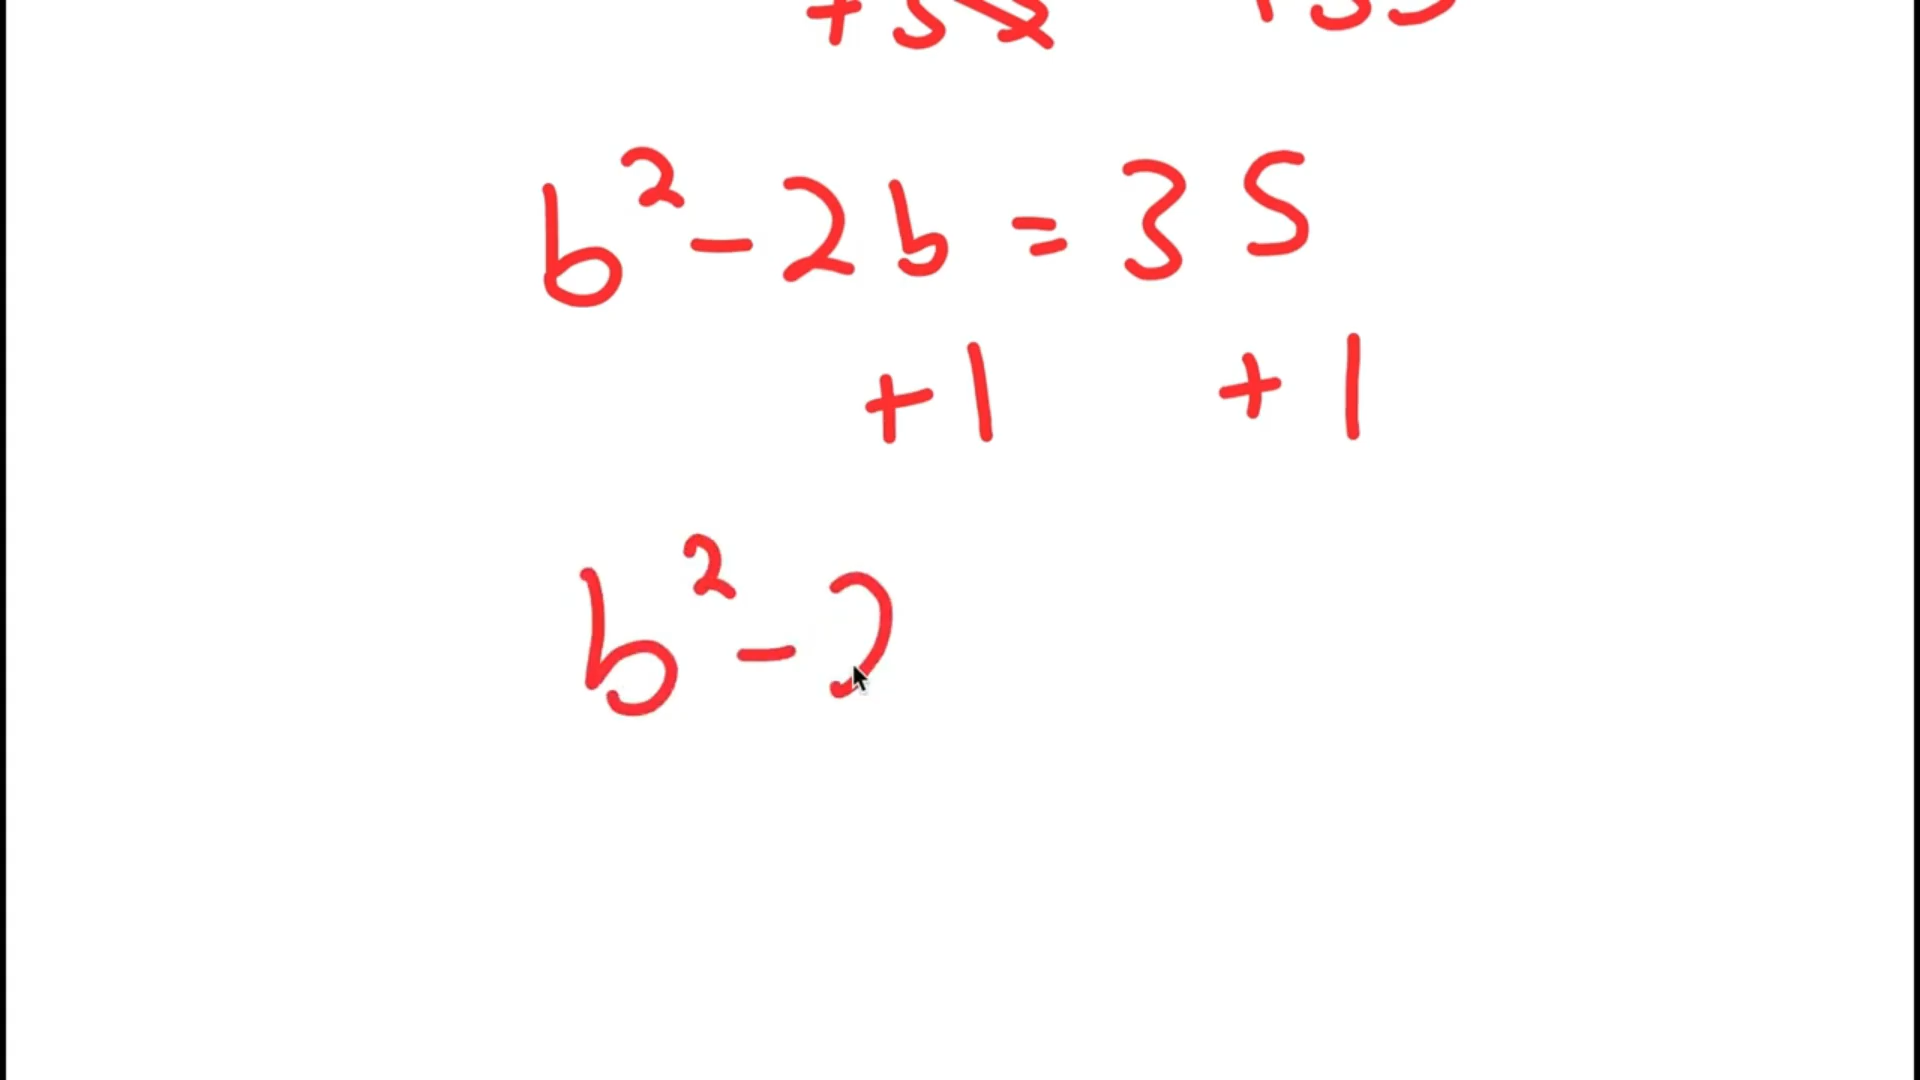 b² - 2b = 35
+1 +1
b² - 2